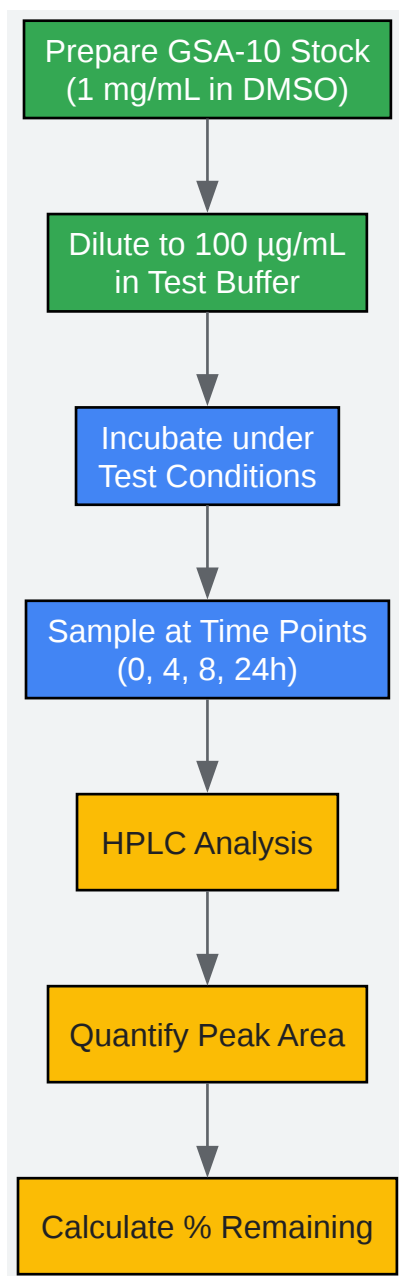 Prepare GSA-10 Stock
(1 mg/mL in DMSO)
Dilute to 100 µg/mL
in Test Buffer
Incubate under
Test Conditions
Sample at Time Points
(0, 4, 8, 24h)
HPLC Analysis
Quantify Peak Area
Calculate % Remaining